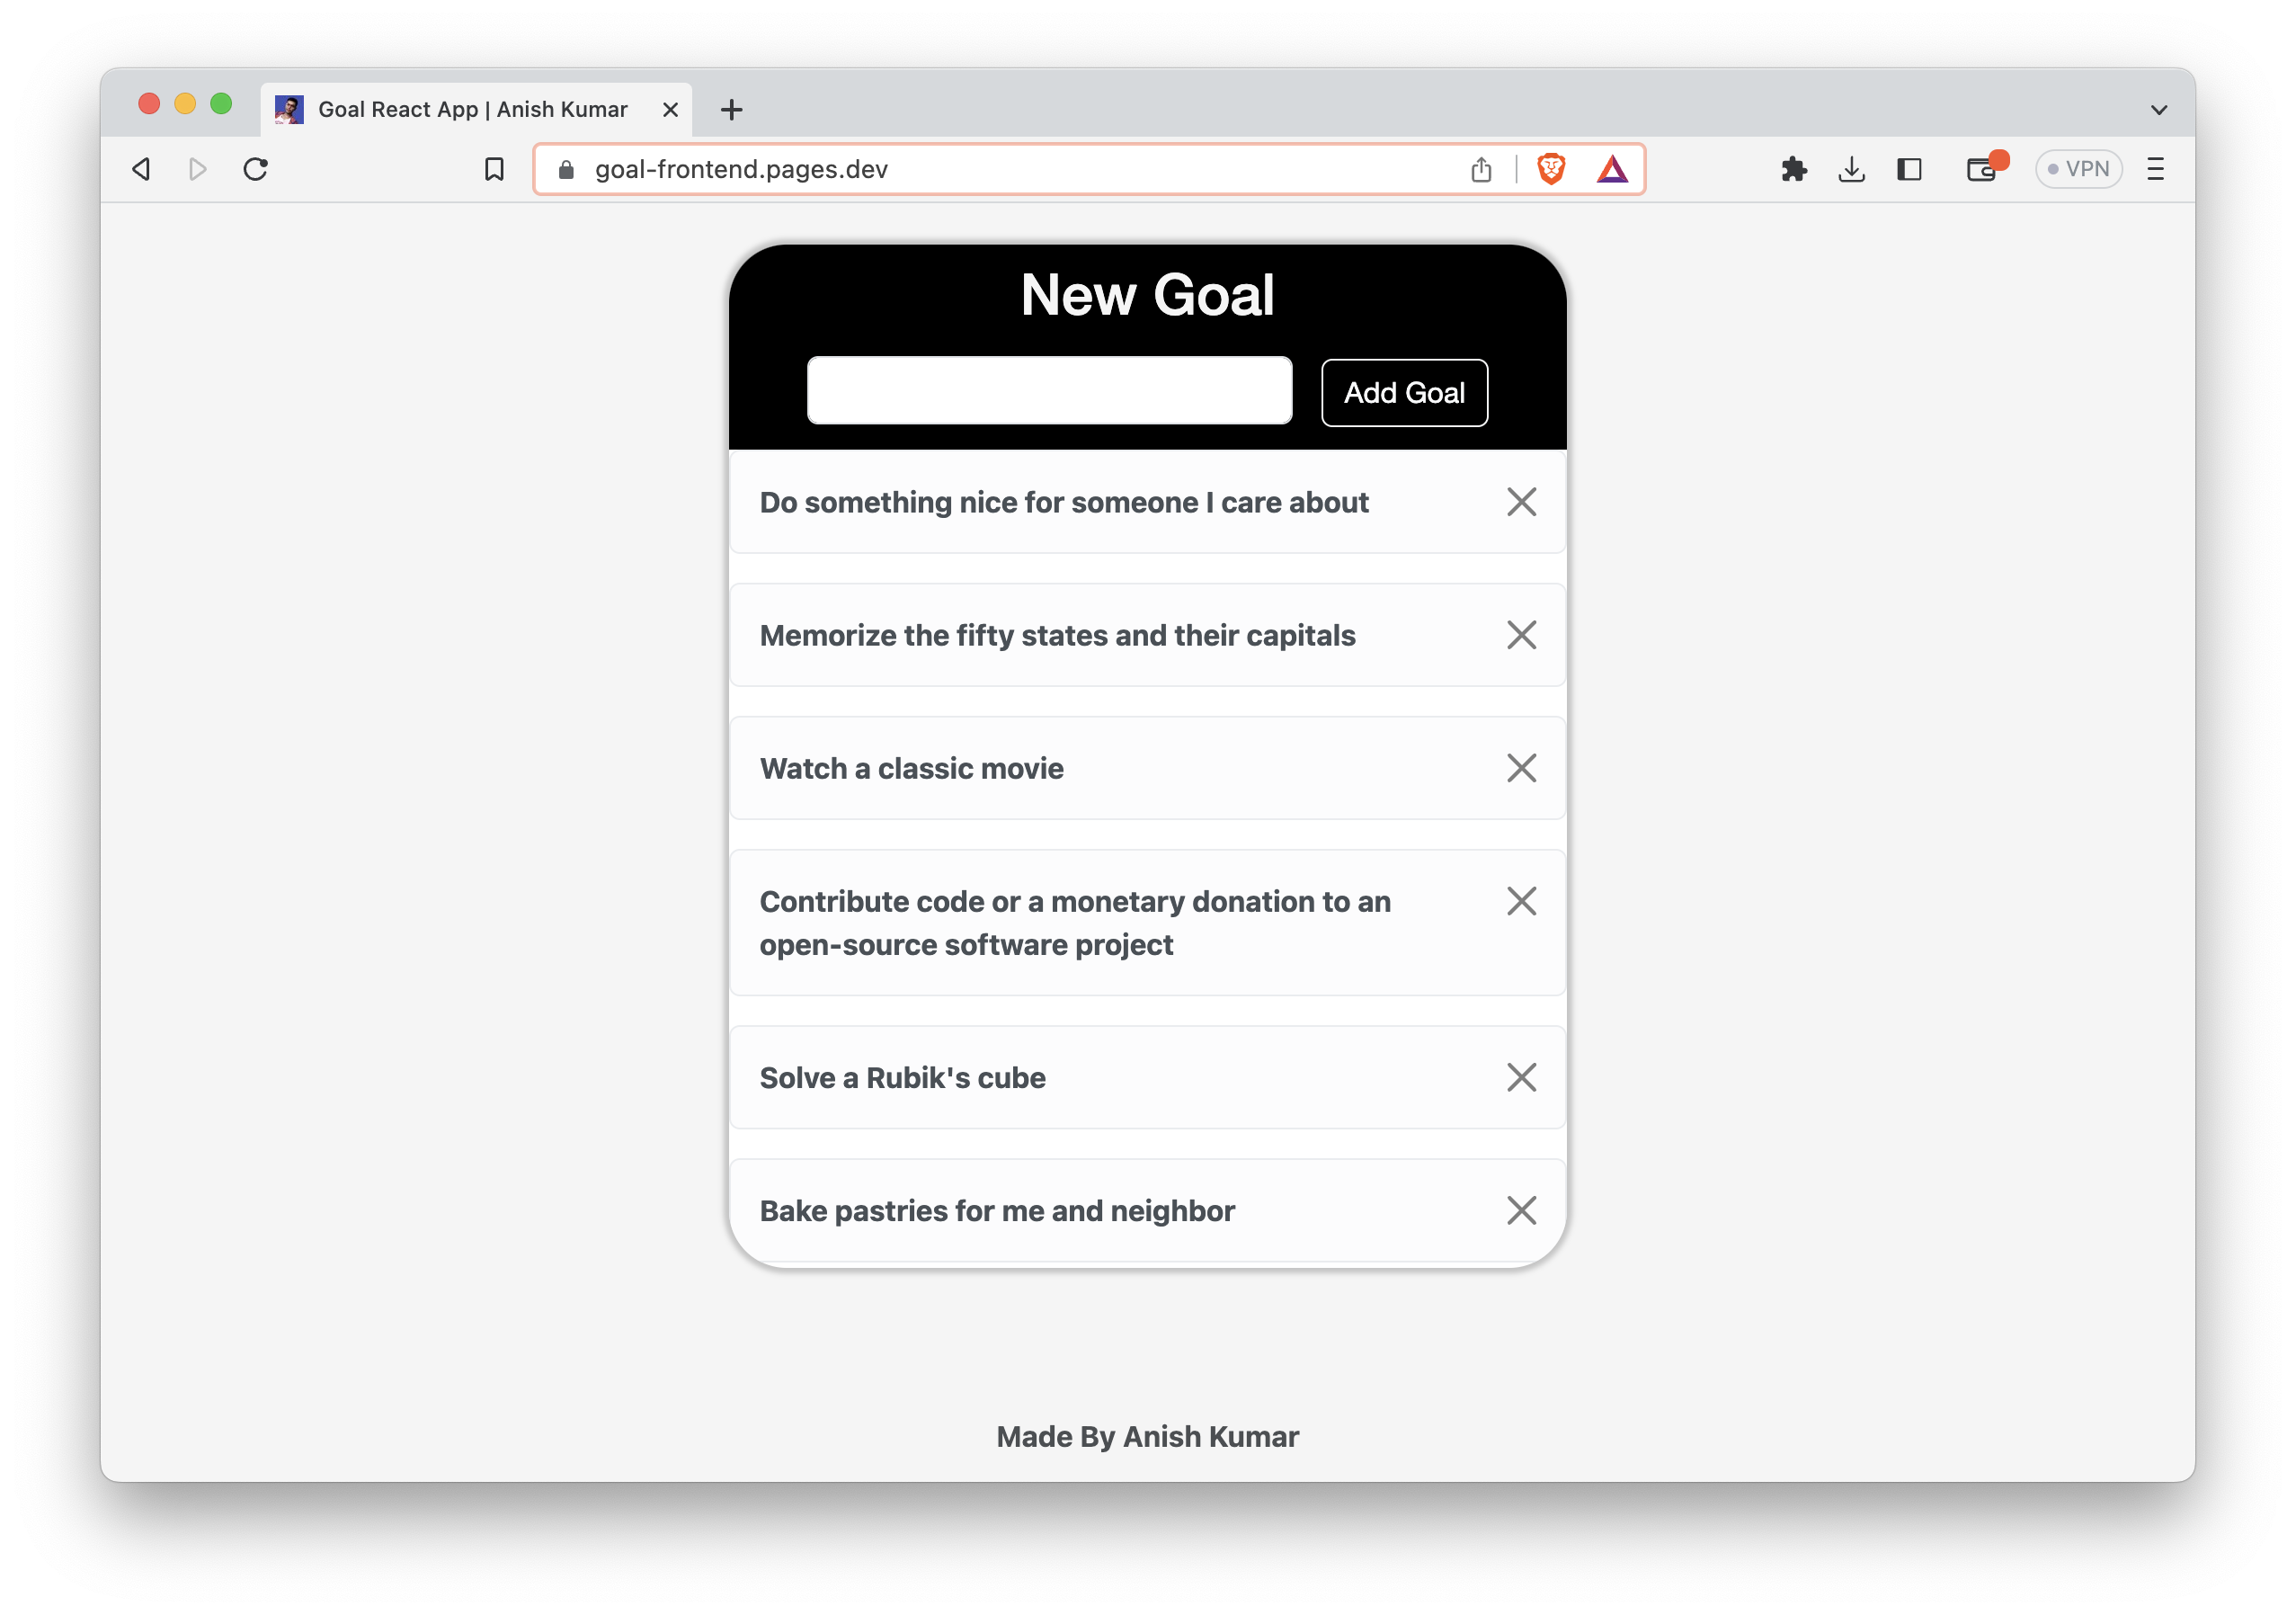 Goal React App | Anish Kumar
goal-frontend.pages.dev
VPN
New Goal
Add Goal
Do something nice for someone I care about
Memorize the fifty states and their capitals
Watch a classic movie
Contribute code or a monetary donation to an
open-source software project
Solve a Rubik's cube
Bake pastries for me and neighbor
Made By Anish Kumar